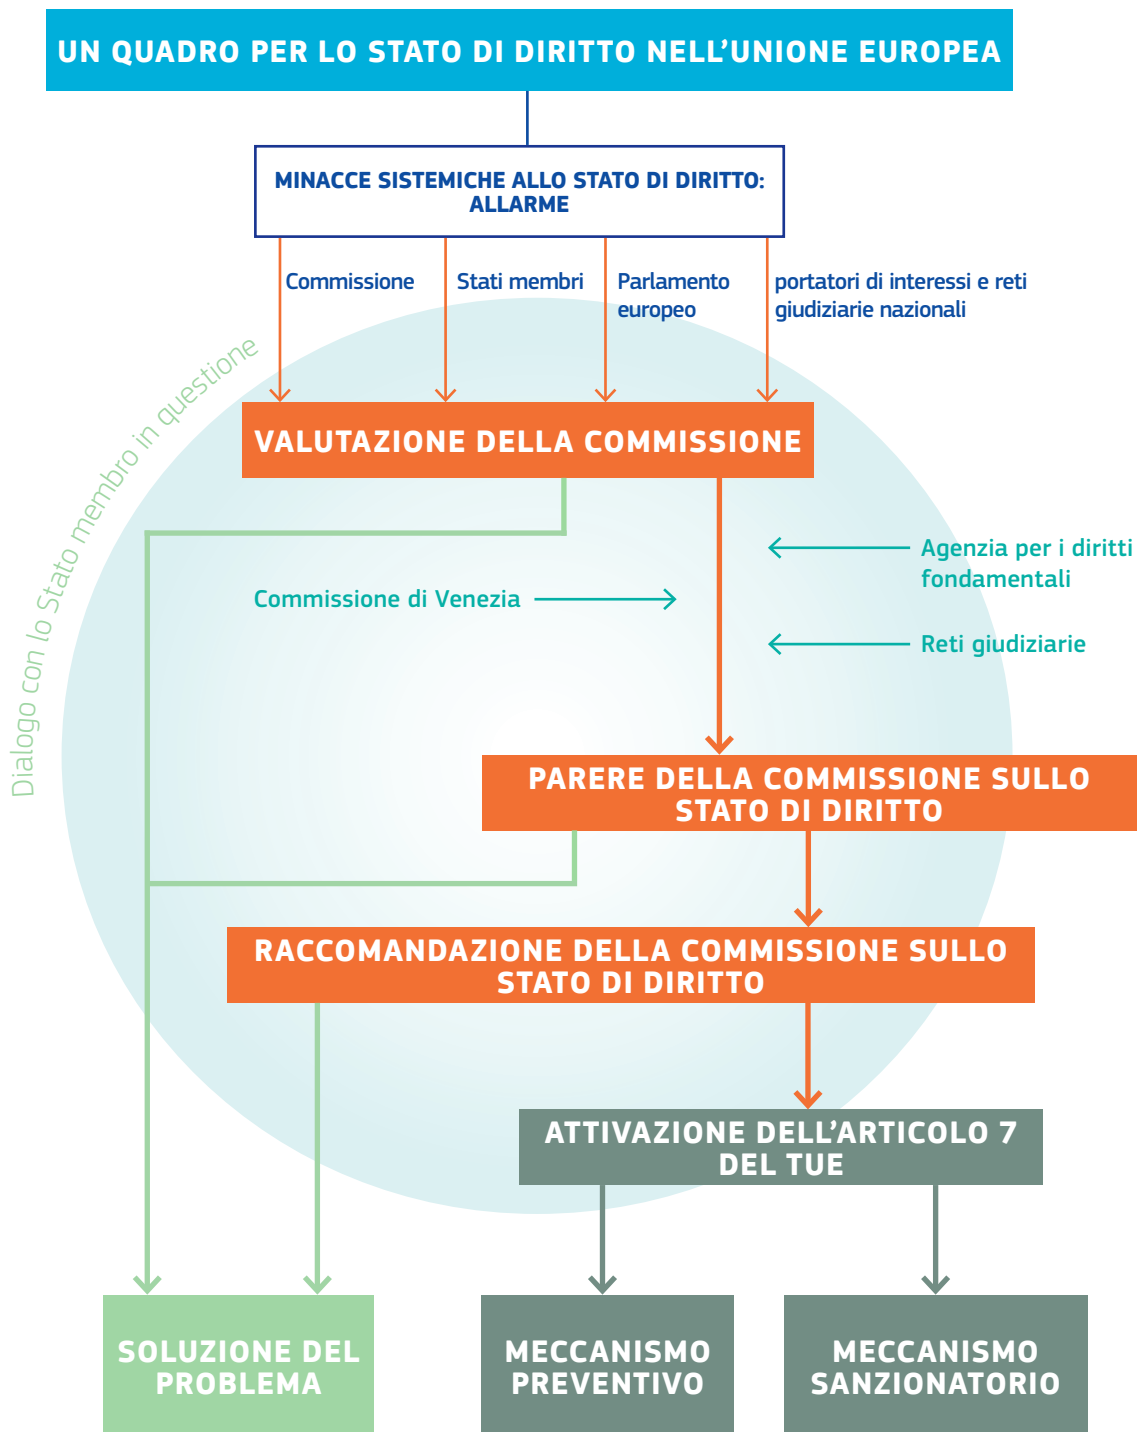 UN QUADRO PER LO STATO DI DIRITTO NELL’UNIONE EUROPEA
MINACCE SISTEMICHE ALLO STATO DI DIRITTO:
ALLARME
Commissione
Stati membri
Parlamento
europeo
portatori di interessi e reti
giudiziarie nazionali
Dialogo con lo Stato membro in questione
VALUTAZIONE DELLA COMMISSIONE
Agenzia per i diritti
fondamentali
Commissione di Venezia
Reti giudiziarie
PARERE DELLA COMMISSIONE SULLO
STATO DI DIRITTO
RACCOMANDAZIONE DELLA COMMISSIONE SULLO
STATO DI DIRITTO
ATTIVAZIONE DELL’ARTICOLO 7
DEL TUE
SOLUZIONE DEL
PROBLEMA
MECCANISMO
PREVENTIVO
MECCANISMO
SANZIONATORIO